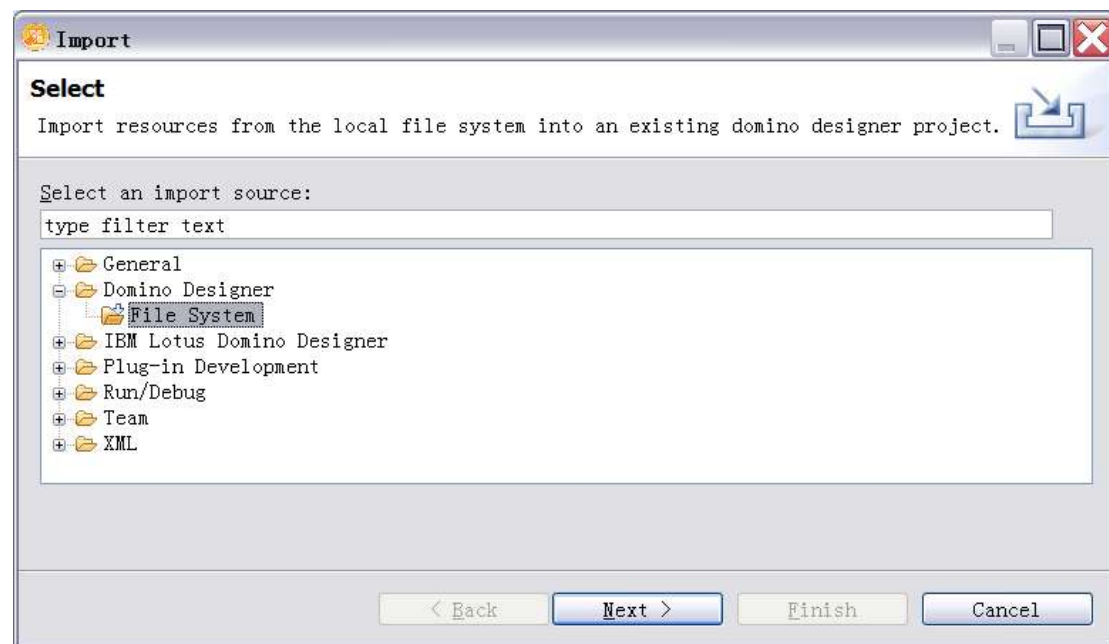 Import
Select
Import resources from the local file system into an existing domino designer project.
Select an import source:
type filter text
General
Domino Designer
File System
IBM Lotus Domino Designer
Plug-in Development
Run/Debug
Team
XML
< Back Next > Finish Cancel